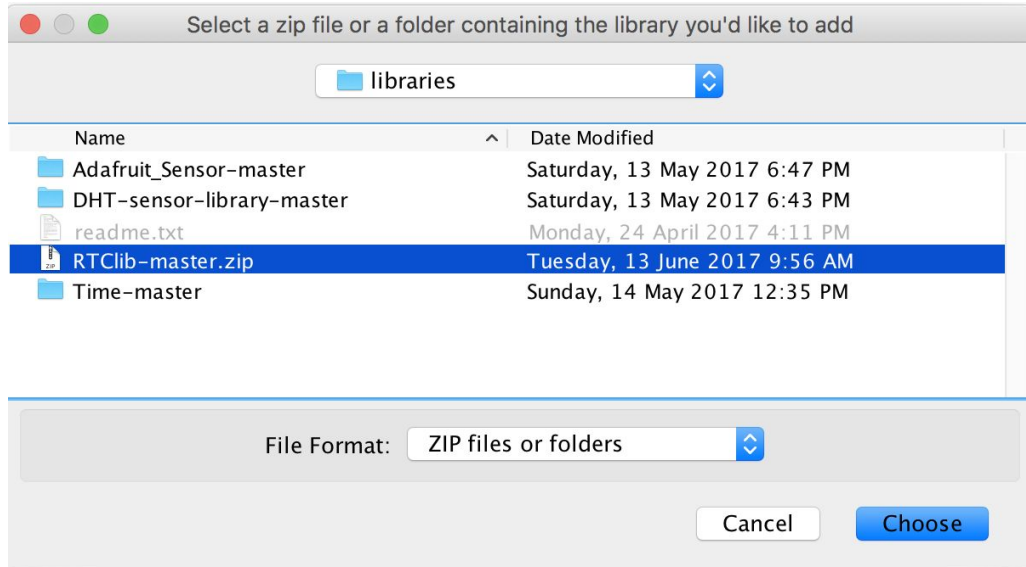 Select a zip file or a folder containing the library you'd like to add
libraries
Name Date Modified
Adafruit_Sensor-master Saturday, 13 May 2017 6:47 PM
DHT-sensor-library-master Saturday, 13 May 2017 6:43 PM
readme.txt Monday, 24 April 2017 4:11 PM
ZIP RTClib-master.zip Tuesday, 13 June 2017 9:56 AM
Time-master Sunday, 14 May 2017 12:35 PM
File Format: ZIP files or folders
Cancel Choose